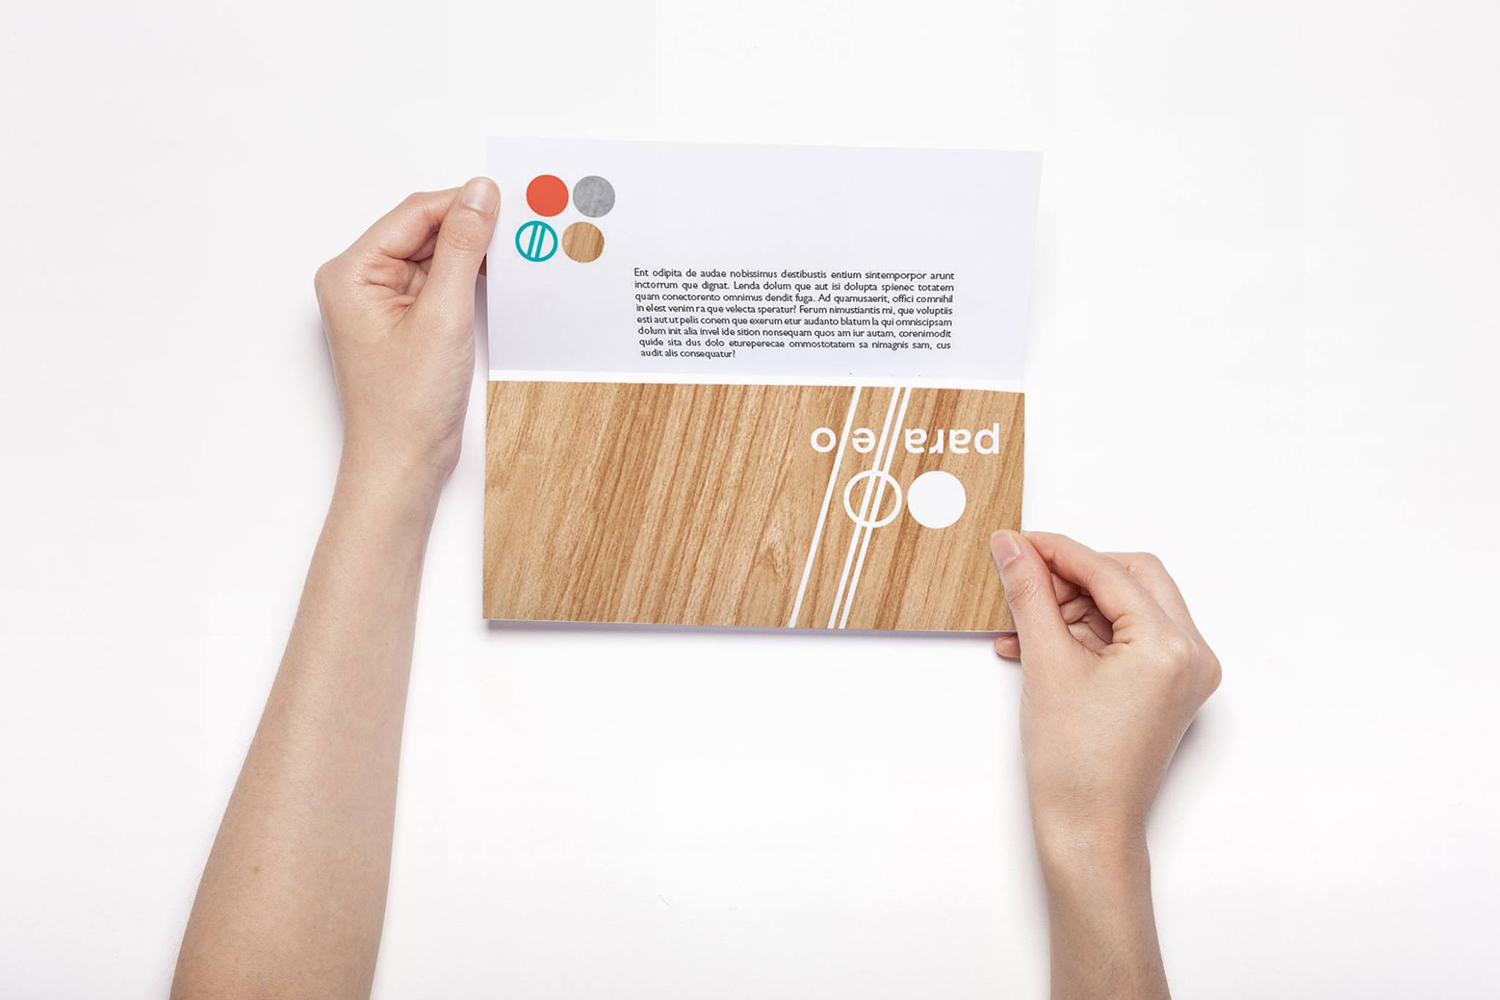 Ent odipita de audae nobissimus destibustis entium sintemporpor arunt
inctorrum que dignat. Lenda dolum que aut isi dolupta spienec totatem
quam conectorento omnimus dendit fuga. Ad quamusaerit, offici comnihil
in elest venim ra que velecta speratur? Ferum nimustiantis mi, que voluptiis
esti aut ut pelis conem que exerum etur audanto blatum la qui omniscipsam
dolum init alia invel ide sition nonsequam quos am iur autam, corenimodit
quide sita dus dolo etureperecae ommostotatem sa nimagnis sam, cus
audit alis consequatur?
parallelo